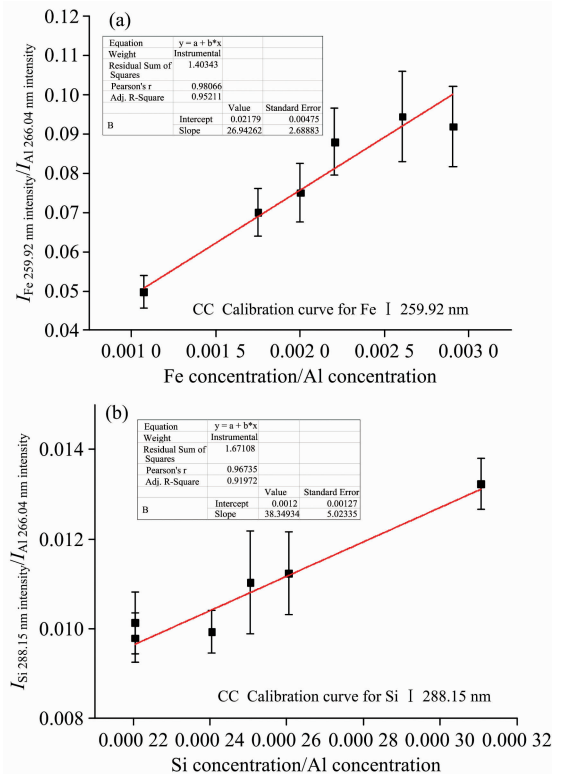 (a)
0.12
0.11
0.10
0.09
0.08
0.07
0.06
0.05
0.04
I Fe 259.92 nm intensity/I Al 266.04 nm intensity
Equation y = a + b*x
Weight Instrumental
Residual Sum of Squares 1.40343
Pearson's r 0.98066
Adj. R-Square 0.95211
Value Standard Error
B Intercept 0.02179 0.00475
Slope 26.94262 2.68883
CC Calibration curve for Fe I 259.92 nm
0.001 0 0.001 5 0.002 0 0.002 5 0.003 0
Fe concentration/Al concentration
(b)
0.014
0.012
0.010
0.008
I Si 288.15 nm intensity/I Al 266.04 nm intensity
Equation y = a + b*x
Weight Instrumental
Residual Sum of Squares 1.67108
Pearson's r 0.96735
Adj. R-Square 0.91972
Value Standard Error
B Intercept 0.0012 0.00127
Slope 38.34934 5.02335
CC Calibration curve for Si I 288.15 nm
0.000 22 0.000 24 0.000 26 0.000 28 0.000 30 0.000 32
Si concentration/Al concentration